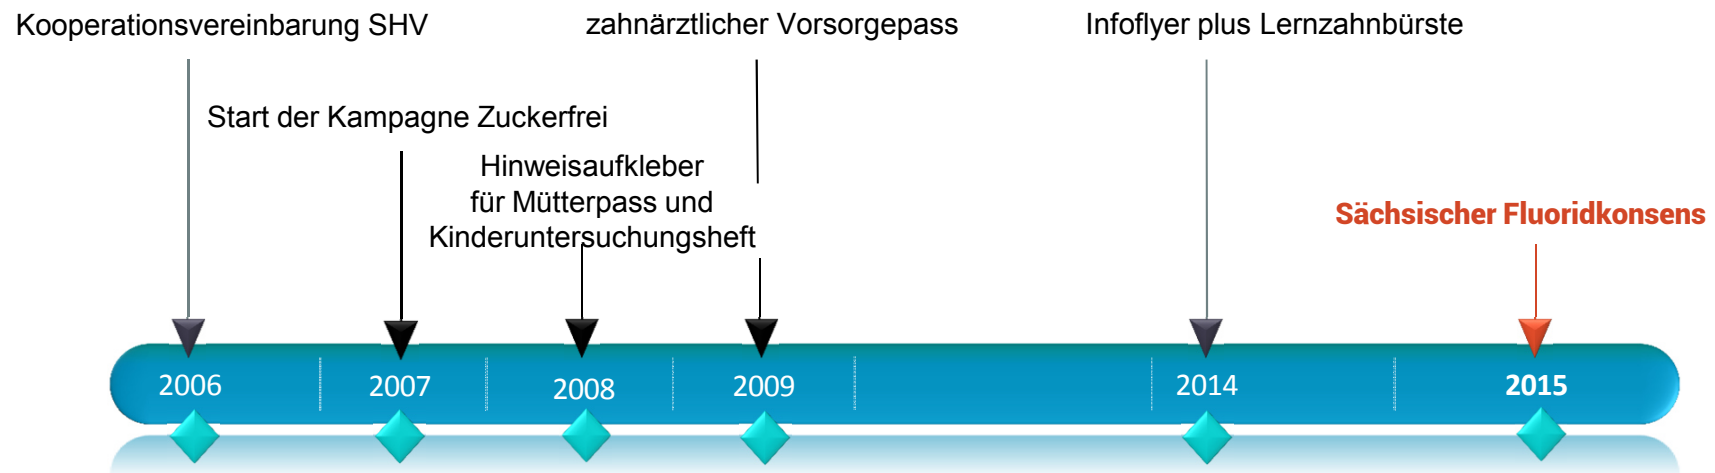 Kooperationsvereinbarung SHV
zahnärztlicher Vorsorgepass
Infoflyer plus Lernzahnbürste
Start der Kampagne Zuckerfrei
Hinweisaufkleber
für Mütterpass und
Kinderuntersuchungsheft
Sächsischer Fluoridkonsens
2006
2007
2008
2009
2014
2015